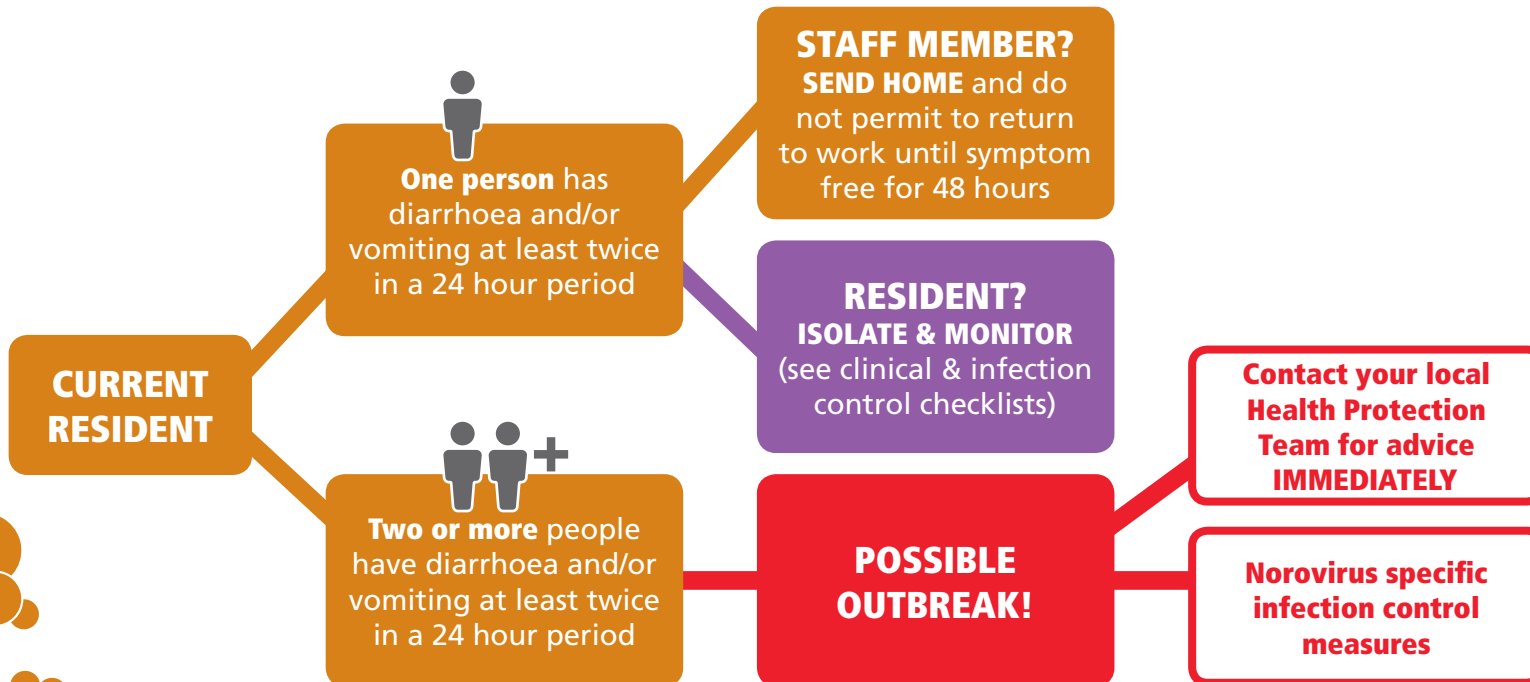 CURRENT
RESIDENT
One person has
diarrhoea and/or
vomiting at least twice
in a 24 hour period
STAFF MEMBER?
SEND HOME and do
not permit to return
to work until symptom
free for 48 hours
RESIDENT?
ISOLATE & MONITOR
(see clinical & infection
control checklists)
+
Two or more people
have diarrhoea and/or
vomiting at least twice
in a 24 hour period
POSSIBLE
OUTBREAK!
Contact your local
Health Protection
Team for advice
IMMEDIATELY
Norovirus specific
infection control
measures